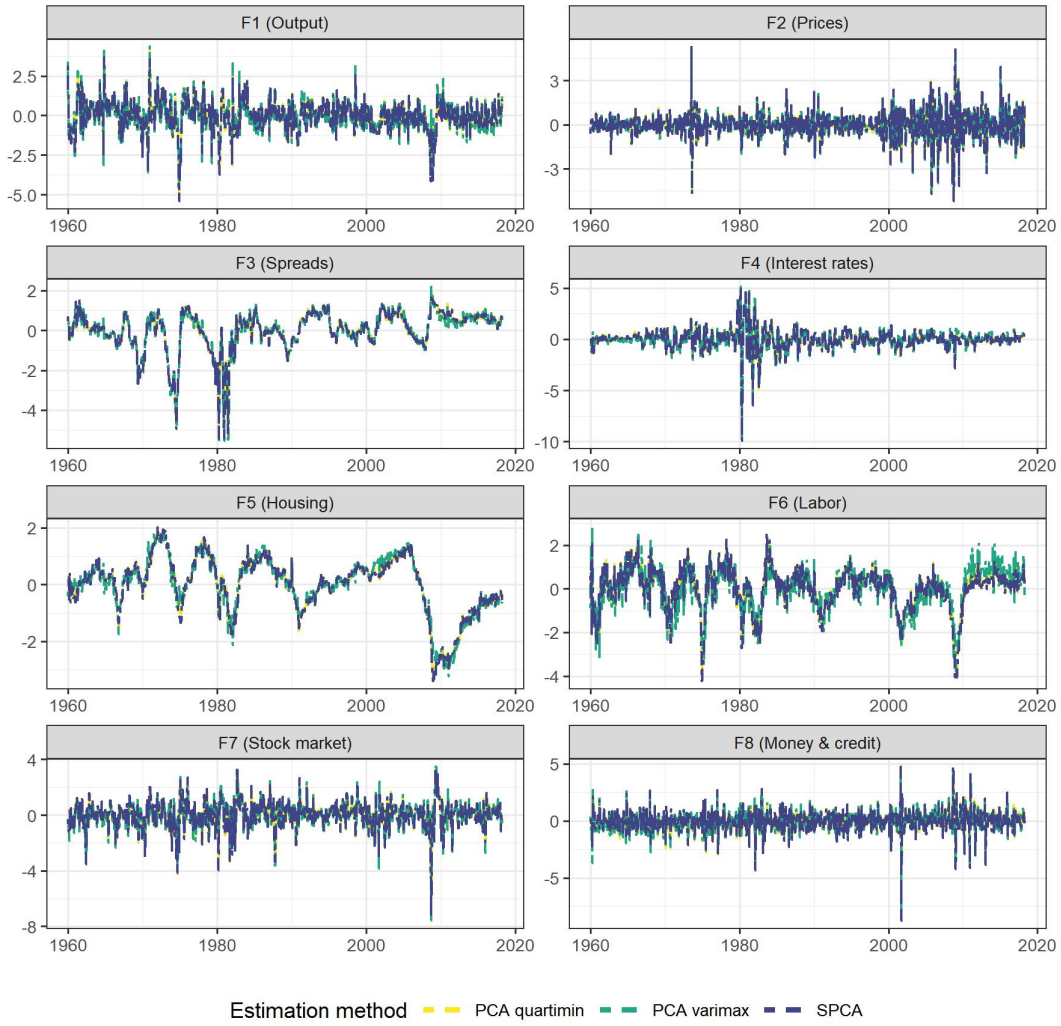 F1 (Output)
2.5
0.0
-2.5
-5.0
1960 1980 2000 2020
F2 (Prices)
3
0
-3
1960 1980 2000 2020
F3 (Spreads)
2
0
-2
-4
1960 1980 2000 2020
F4 (Interest rates)
5
0
-5
-10
1960 1980 2000 2020
F5 (Housing)
2
0
-2
1960 1980 2000 2020
F6 (Labor)
2
0
-2
-4
1960 1980 2000 2020
F7 (Stock market)
4
0
-4
-8
1960 1980 2000 2020
F8 (Money & credit)
5
0
-5
1960 1980 2000 2020
Estimation method PCA quartimin PCA varimax SPCA